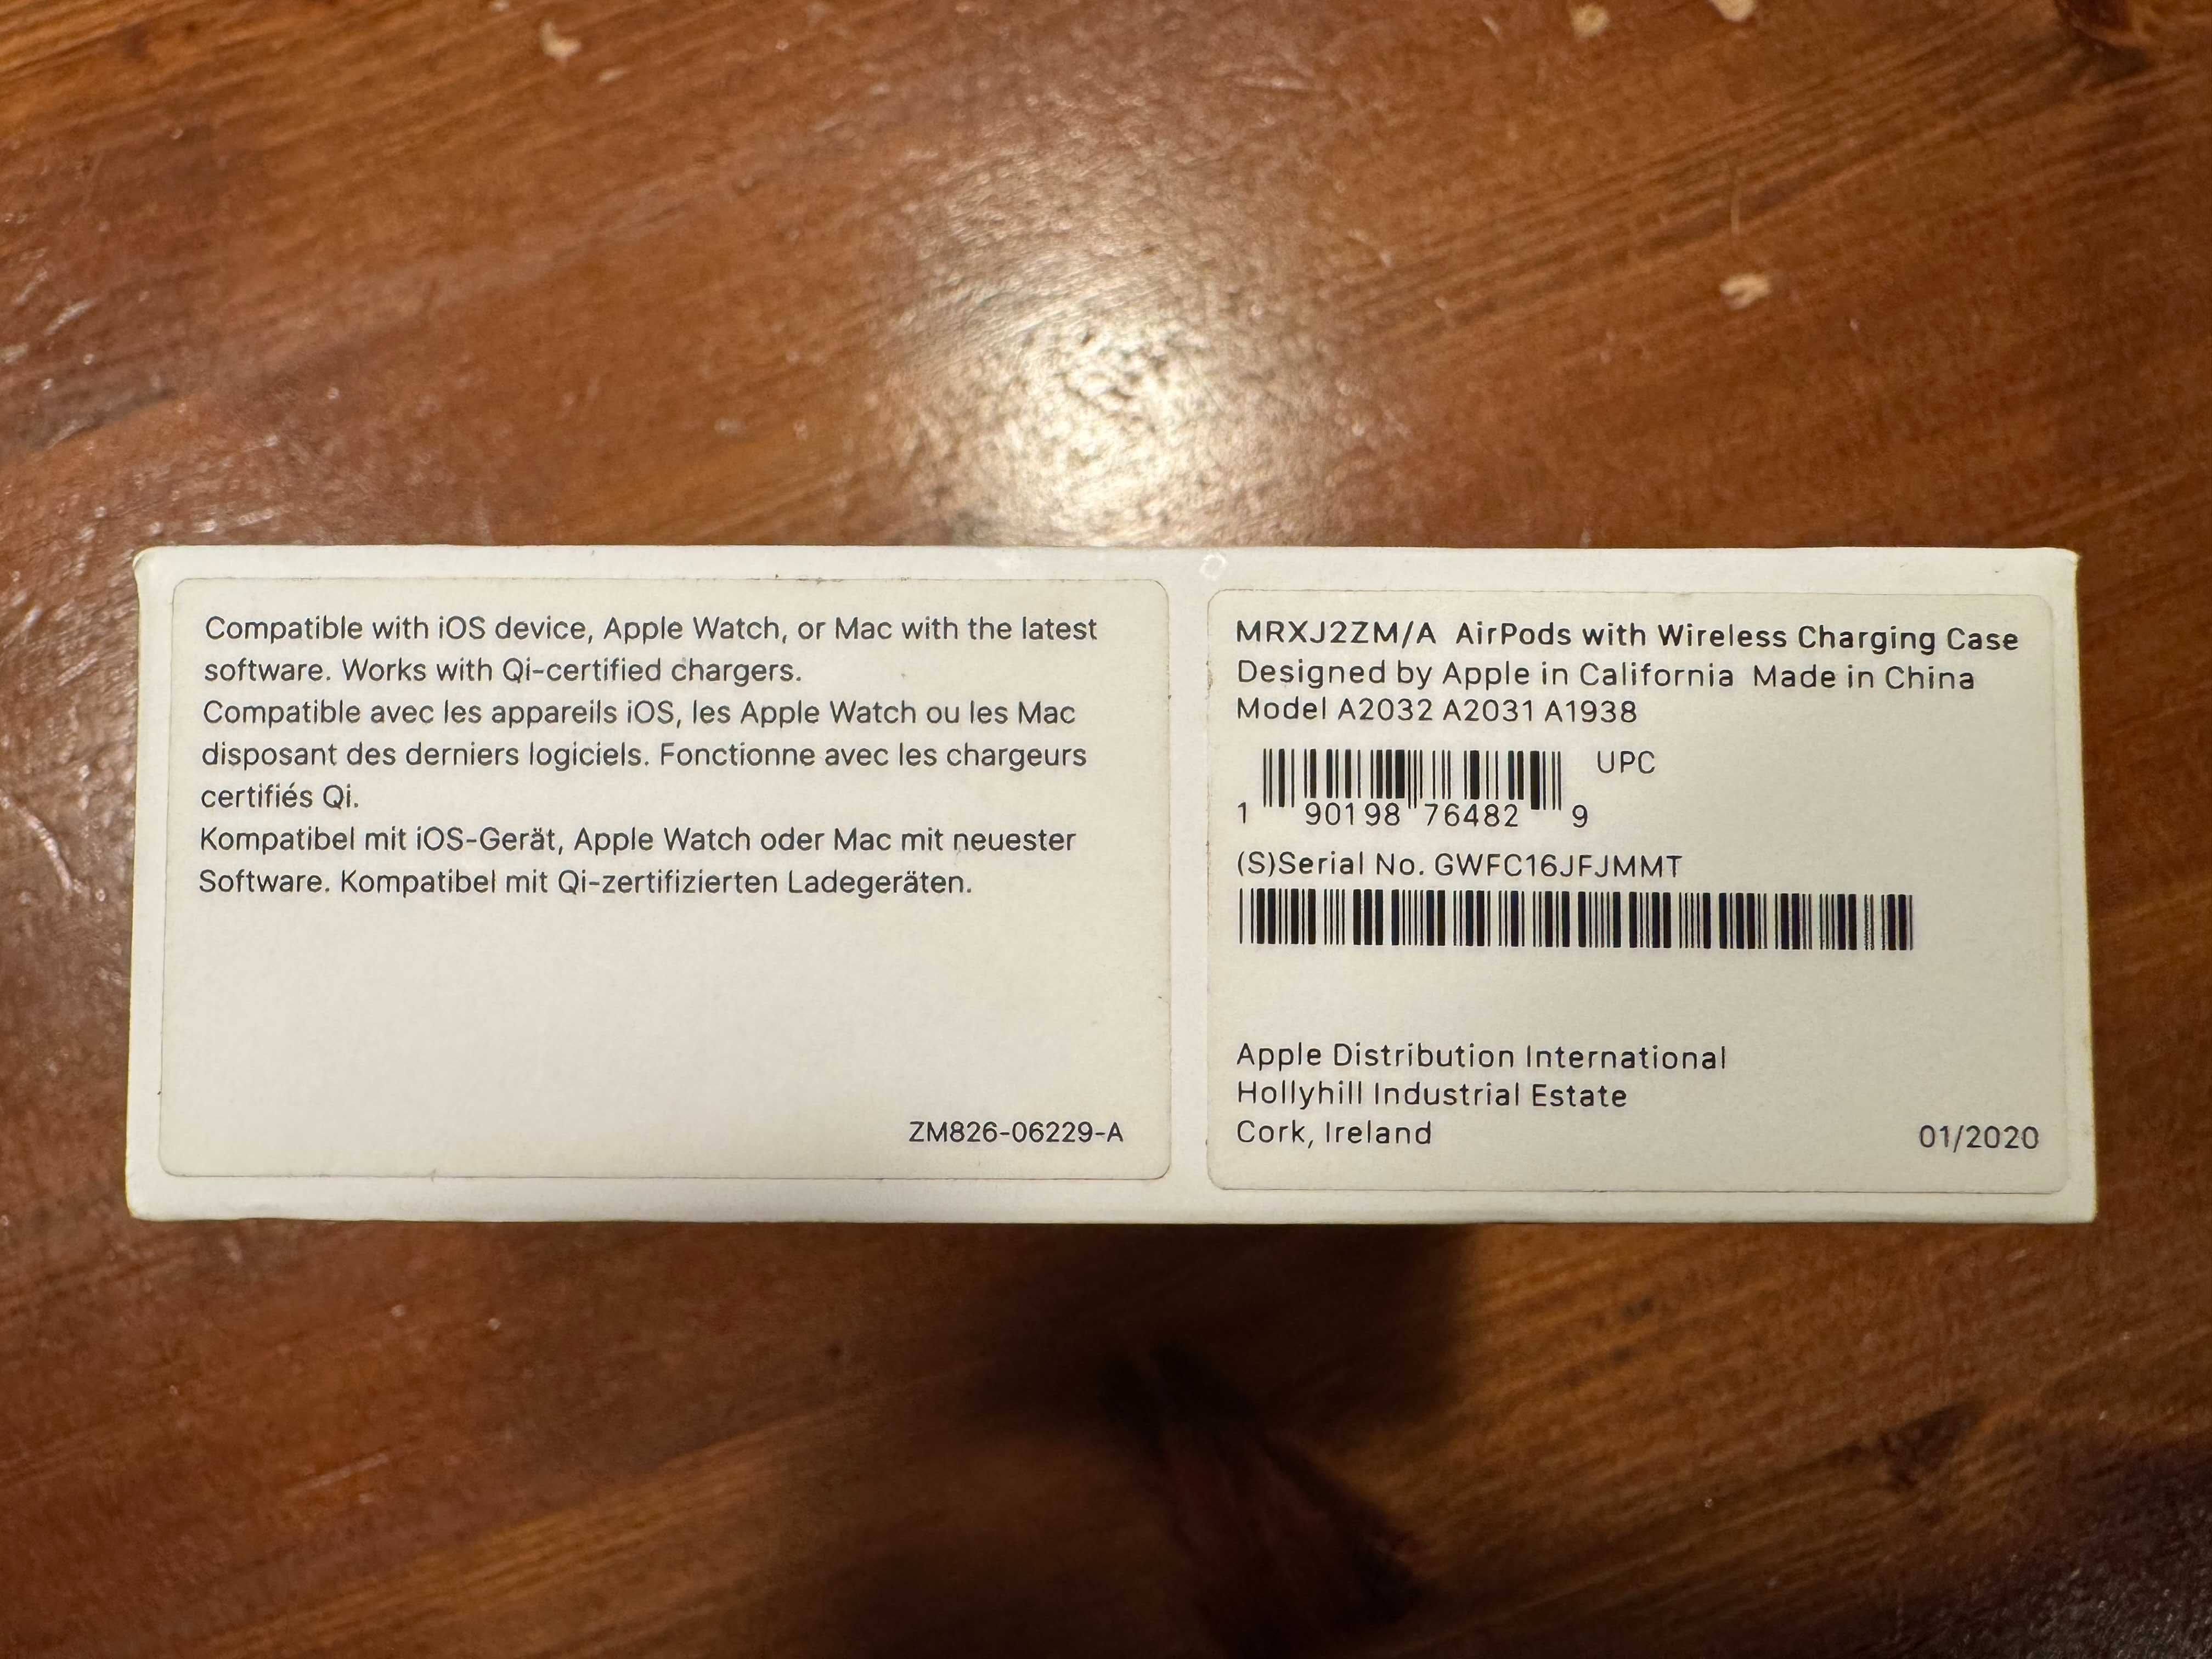 Compatible with iOS device, Apple Watch, or Mac with the latest
software. Works with Qi-certified chargers.
Compatible avec les appareils iOS, les Apple Watch ou les Mac
disposant des derniers logiciels. Fonctionne avec les chargeurs
certifiés Qi.
Kompatibel mit iOS-Gerät, Apple Watch oder Mac mit neuester
Software. Kompatibel mit Qi-zertifizierten Ladegeräten.
ZM826-06229-A
MRXJ2ZM/A AirPods with Wireless Charging Case
Designed by Apple in California Made in China
Model A2032 A2031 A1938
UPC
1 90198 76482 9
(S)Serial No. GWFC16JFJMMT
Apple Distribution International
Hollyhill Industrial Estate
Cork, Ireland
01/2020